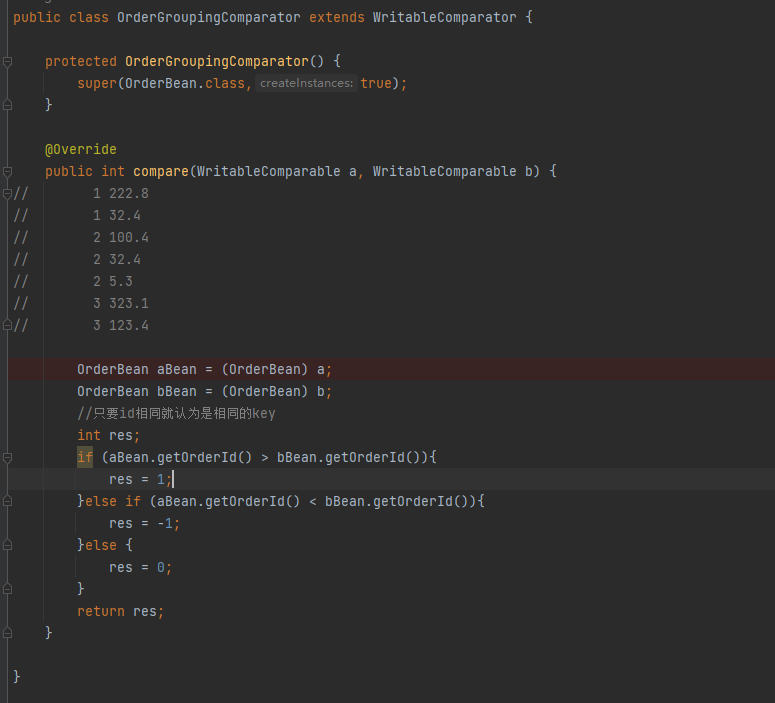 public class OrderGroupingComparator extends WritableComparator {
protected OrderGroupingComparator() {
super(OrderBean.class, createInstances: true);
}
@Override
public int compare(WritableComparable a, WritableComparable b) {
// 1 222.8
// 1 32.4
// 2 100.4
// 2 32.4
// 2 5.3
// 3 323.1
// 3 123.4
OrderBean aBean = (OrderBean) a;
OrderBean bBean = (OrderBean) b;
//只要id相同就认为是相同的key
int res;
if (aBean.getOrderId() > bBean.getOrderId()){
res = 1;
}else if (aBean.getOrderId() < bBean.getOrderId()){
res = -1;
}else {
res = 0;
}
return res;
}
}